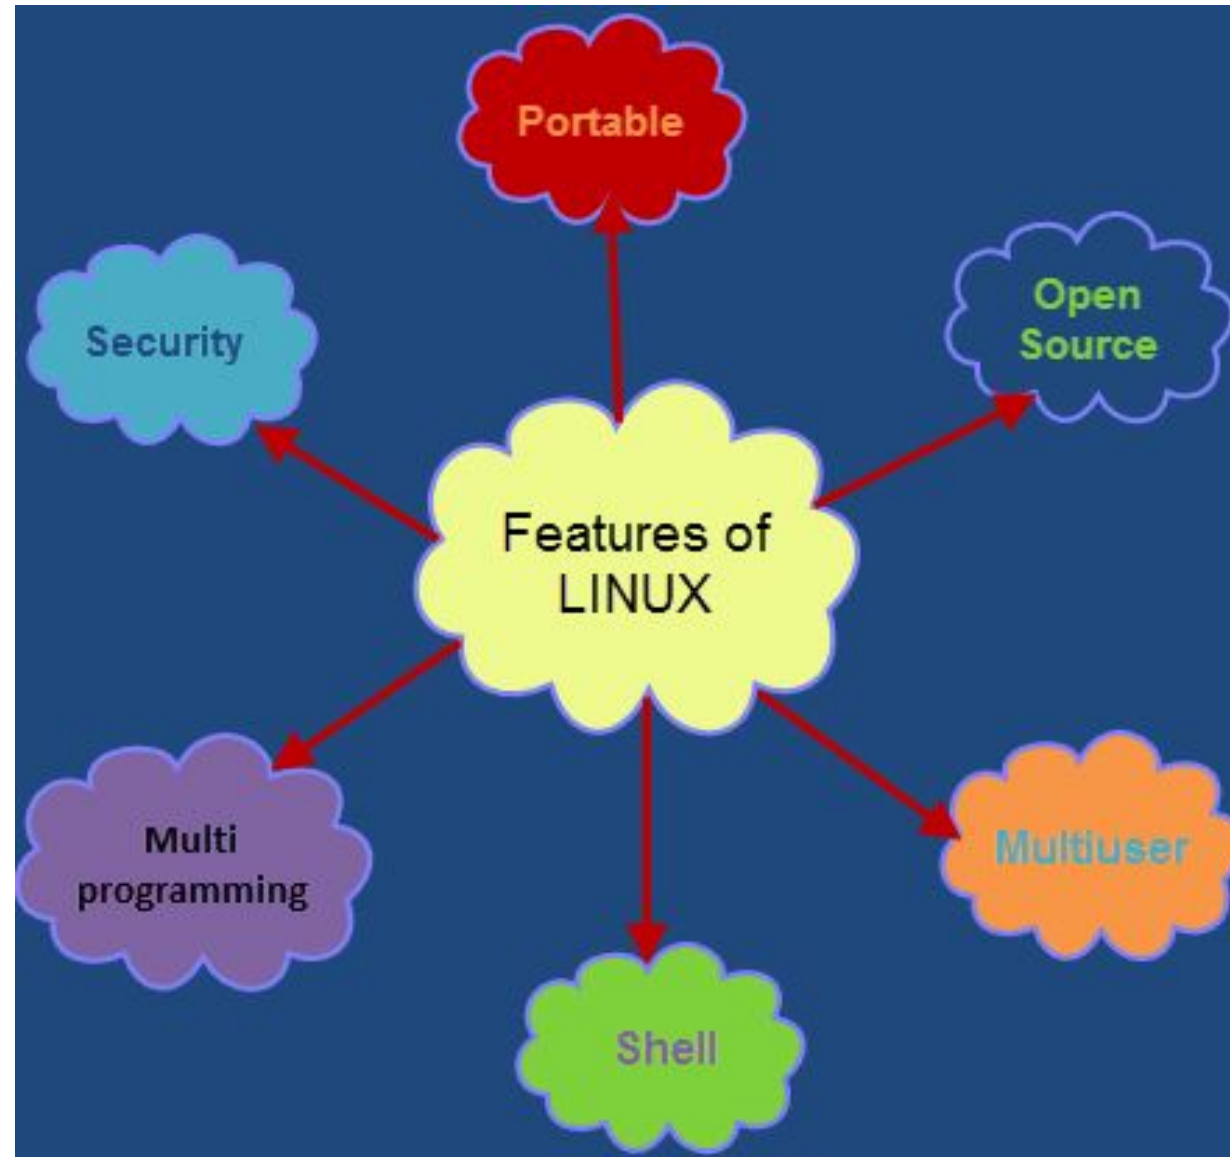 Portable
Open
Source
Security
Features of
LINUX
Multi
programming
Multiuser
Shell